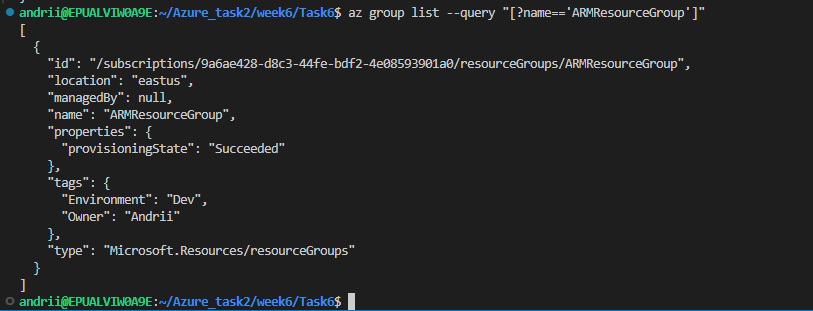 andrii@EPUALVIW0A9E:~/Azure_task2/week6/Task6$ az group list --query "[?name=='ARMResourceGroup']"
[
  {
    "id": "/subscriptions/9a6ae428-d8c3-44fe-bdf2-4e08593901a0/resourceGroups/ARMResourceGroup",
    "location": "eastus",
    "managedBy": null,
    "name": "ARMResourceGroup",
    "properties": {
      "provisioningState": "Succeeded"
    },
    "tags": {
      "Environment": "Dev",
      "Owner": "Andrii"
    },
    "type": "Microsoft.Resources/resourceGroups"
  }
]
andrii@EPUALVIW0A9E:~/Azure_task2/week6/Task6$